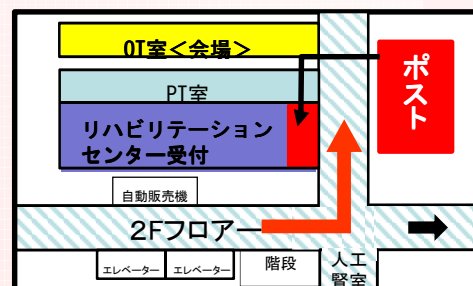 OT室＜会場＞
PT室
リハビリテーション
センター受付
ポスト
自動販売機
2Fフロアー
エレベーター
エレベーター
階段
人工
腎室